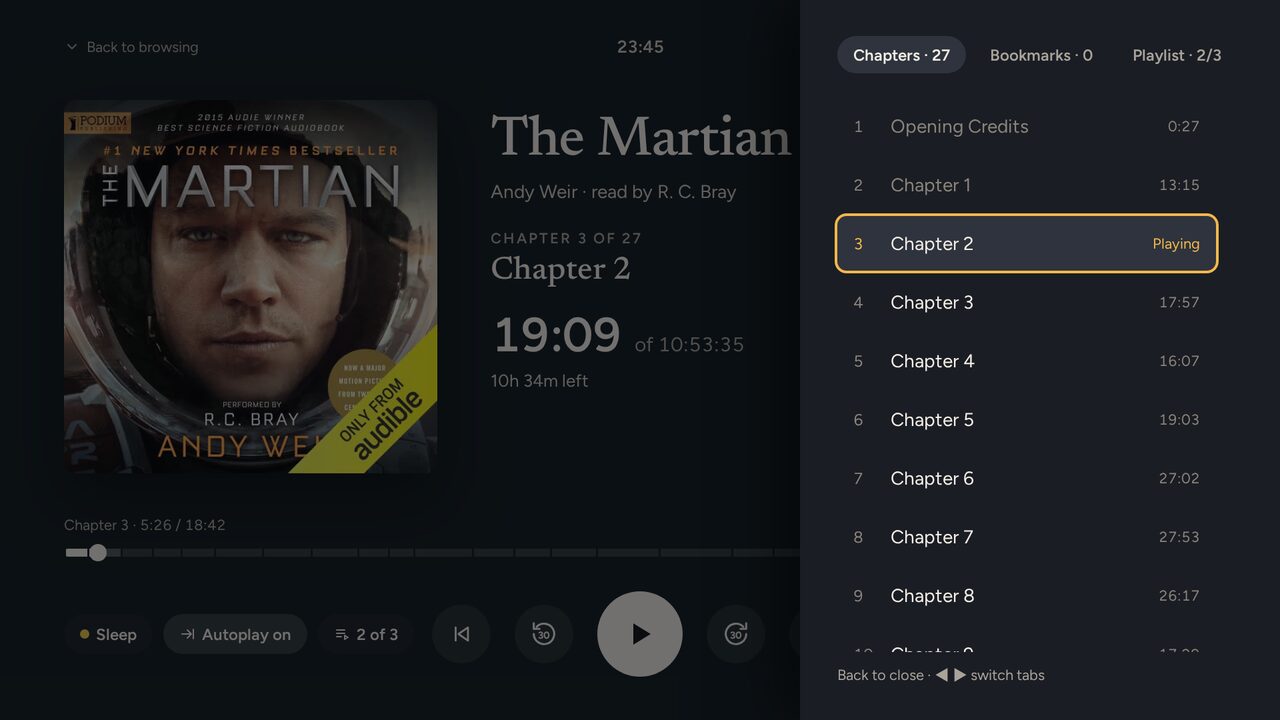 Back to browsing
23:45
PODIUM
2015 AUDIE WINNER
BEST SCIENCE FICTION AUDIOBOOK
#1 NEW YORK TIMES BESTSELLER
THE MARTIAN
NOW A MAJOR
MOTION
FROM
PERFORMED BY
R.C. BRAY
ANDY
ONLY FROM
audible
The Martian
Andy Weir · read by R. C. Bray
CHAPTER 3 OF 27
Chapter 2
19:09 of 10:53:35
10h 34m left
Chapter 3 · 5:26 / 18:42
Sleep
Autoplay on
2 of 3
30
30
Chapters · 27
Bookmarks · 0
Playlist · 2/3
1 Opening Credits 0:27
2 Chapter 1 13:15
3 Chapter 2 Playing
4 Chapter 3 17:57
5 Chapter 4 16:07
6 Chapter 5 19:03
7 Chapter 6 27:02
8 Chapter 7 27:53
9 Chapter 8 26:17
Back to close · ◀ ▶ switch tabs